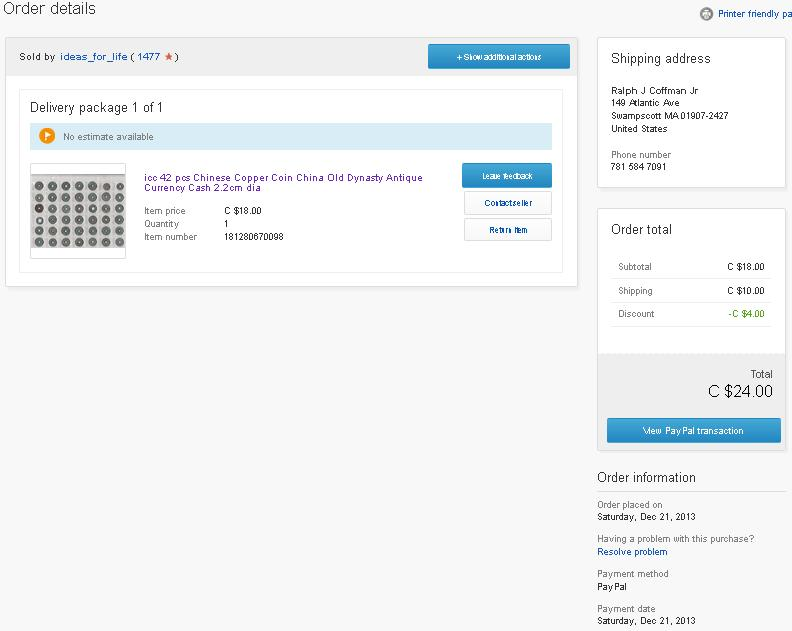 Order details
Printer friendly pa
Sold by ideas_for_life ( 1477 ★ )
+ Show additional actions
Delivery package 1 of 1
No estimate available
icc 42 pcs Chinese Copper Coin China Old Dynasty Antique
Currency Cash 2.2cm dia
Item price C $18.00
Quantity 1
Item number 181280670098
Leave feedback
Contact seller
Return item
Shipping address
Ralph J Coffman Jr
149 Atlantic Ave
Swampscott MA 01907-2427
United States
Phone number
781 584 7091
Order total
Subtotal C $18.00
Shipping C $10.00
Discount -C $4.00
Total
C $24.00
View PayPal transaction
Order information
Order placed on
Saturday, Dec 21, 2013
Having a problem with this purchase?
Resolve problem
Payment method
PayPal
Payment date
Saturday, Dec 21, 2013